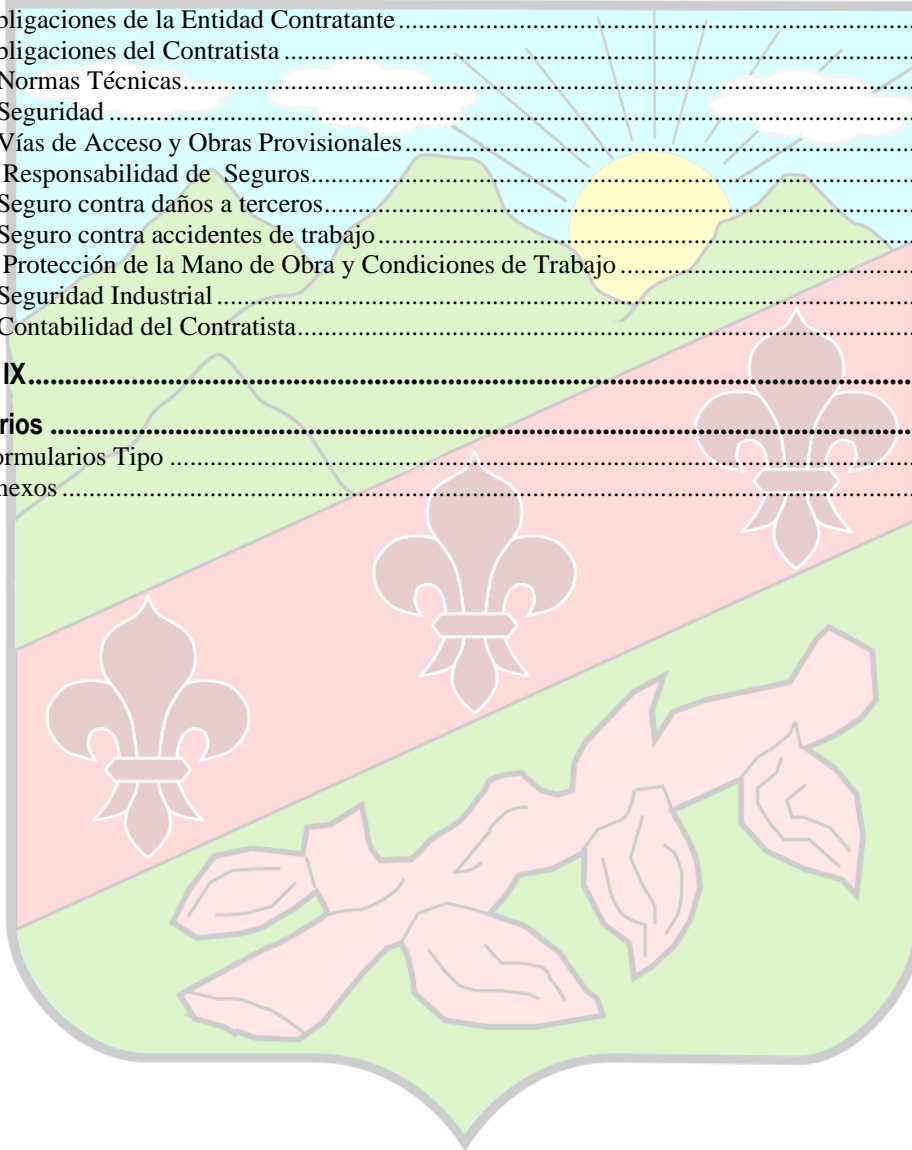 bligaciones de la Entidad Contratante
bligaciones del Contratista
Normas Técnicas
Seguridad
Vías de Acceso y Obras Provisionales
Responsabilidad de Seguros
Seguro contra daños a terceros
Seguro contra accidentes de trabajo
Protección de la Mano de Obra y Condiciones de Trabajo
Seguridad Industrial
Contabilidad del Contratista
IX
rios
ormularios Tipo
nexos